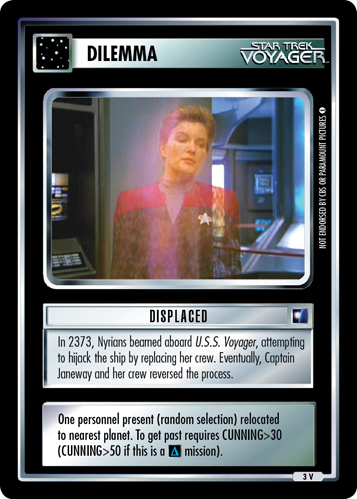 DILEMMA
STAR TREK
VOYAGER
NOT ENDORSED BY CBS OR PARAMOUNT PICTURES
DISPLACED
In 2373, Nyrians beamed aboard U.S.S. Voyager, attempting
to hijack the ship by replacing her crew. Eventually, Captain
Janeway and her crew reversed the process.
One personnel present (random selection) relocated
to nearest planet. To get past requires CUNNING>30
(CUNNING>50 if this is a Δ mission).
3 V